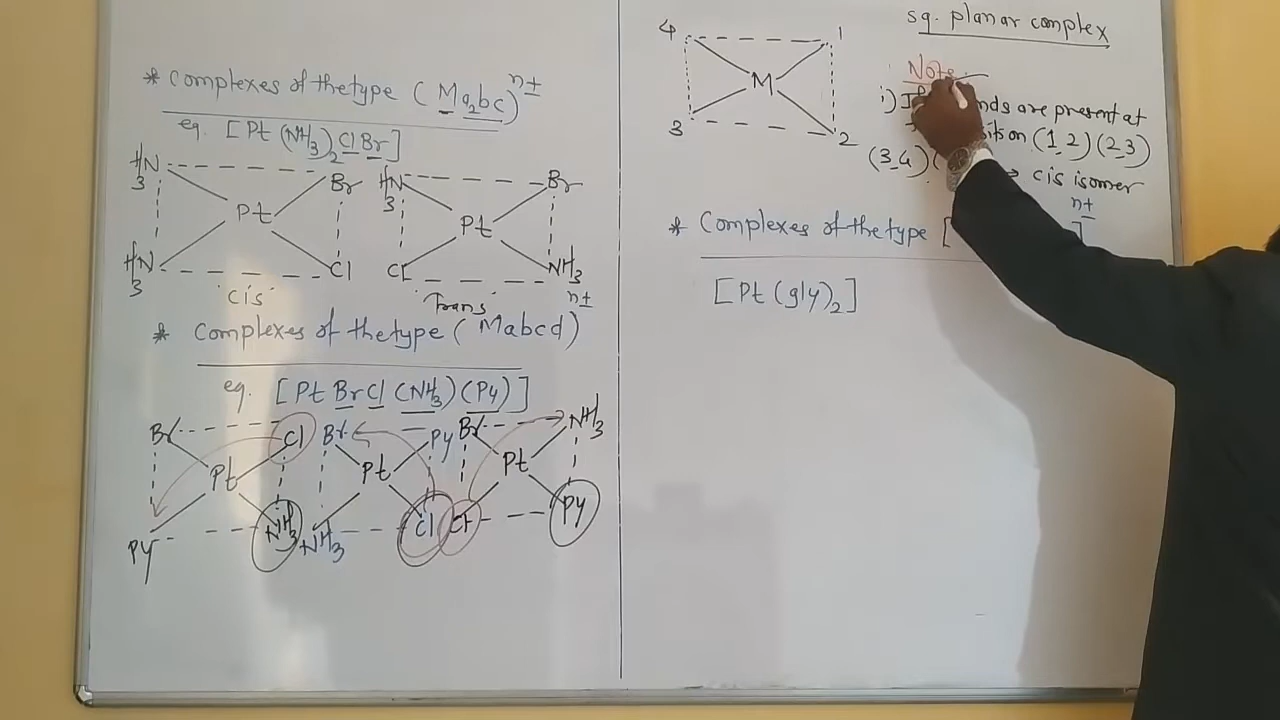 * Complexes of the type (Ma2bc)n±
eg. [Pt(NH3)2ClBr]
H3N Br H3N Br
Pt Pt
H3N Cl Cl NH3
cis Trans
* Complexes of the type (Mabcd)n±
eg. [Pt Br Cl (NH3)(Py)]
Br Cl Br Py Br NH3
Pt Pt Pt
Py NH3 NH3 Cl Cl Py
sq. planar complex
4 1
M
3 2
Note
i) are present at
(1,2)(2,3)
(3,4) → cis isomer
* Complexes of the type [ ]n±
[Pt(gly)2]